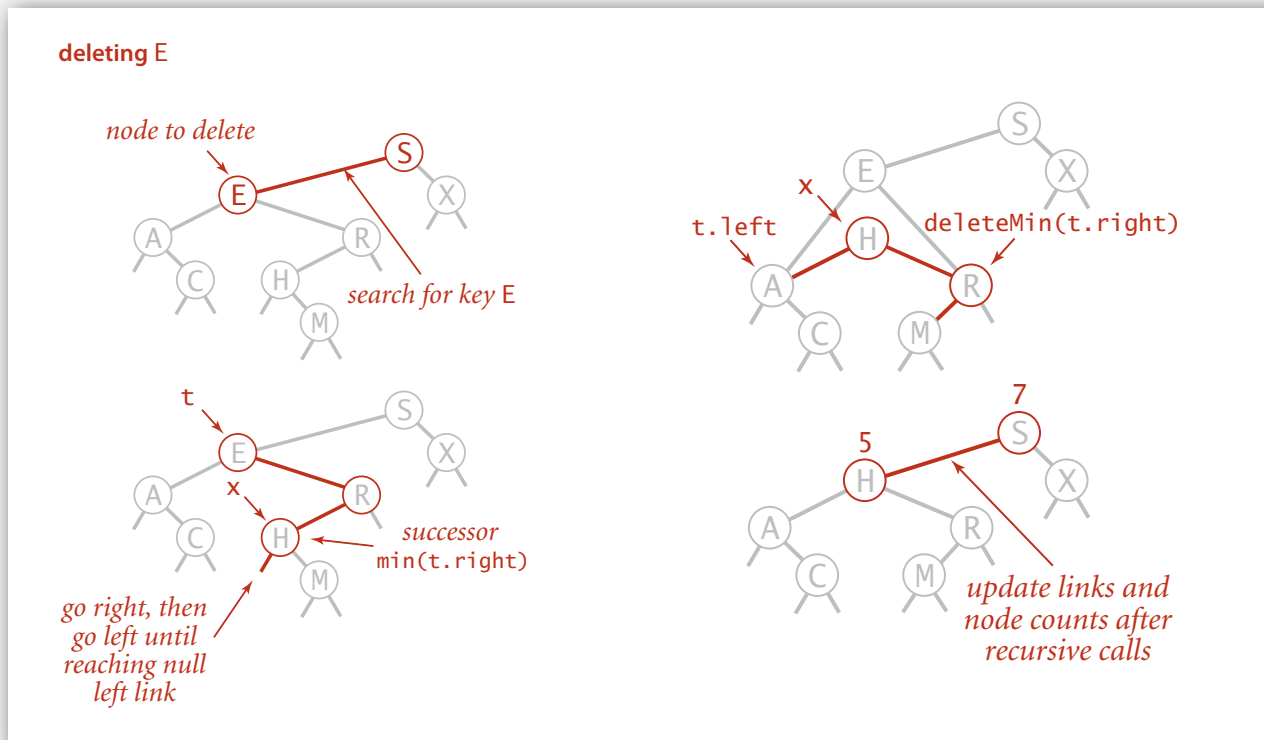 deleting E
node to delete
S
E
X
A
R
C
H
search for key E
M
t
S
E
X
x
A
R
C
H
successor
min(t.right)
M
go right, then
go left until
reaching null
left link
S
E
X
x
t.left
H
deleteMin(t.right)
A
R
C
M
7
5
S
H
X
A
R
C
M
update links and
node counts after
recursive calls